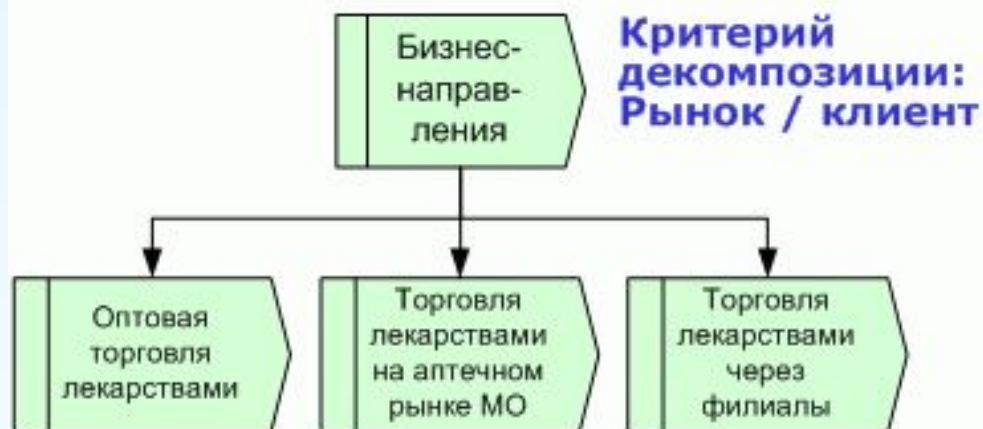 Бизнес-
направ-
ления
Критерий
декомпозиции:
Рынок / клиент
Оптовая
торговля
лекарствами
Торговля
лекарствами
на аптечном
рынке МО
Торговля
лекарствами
через
филиалы